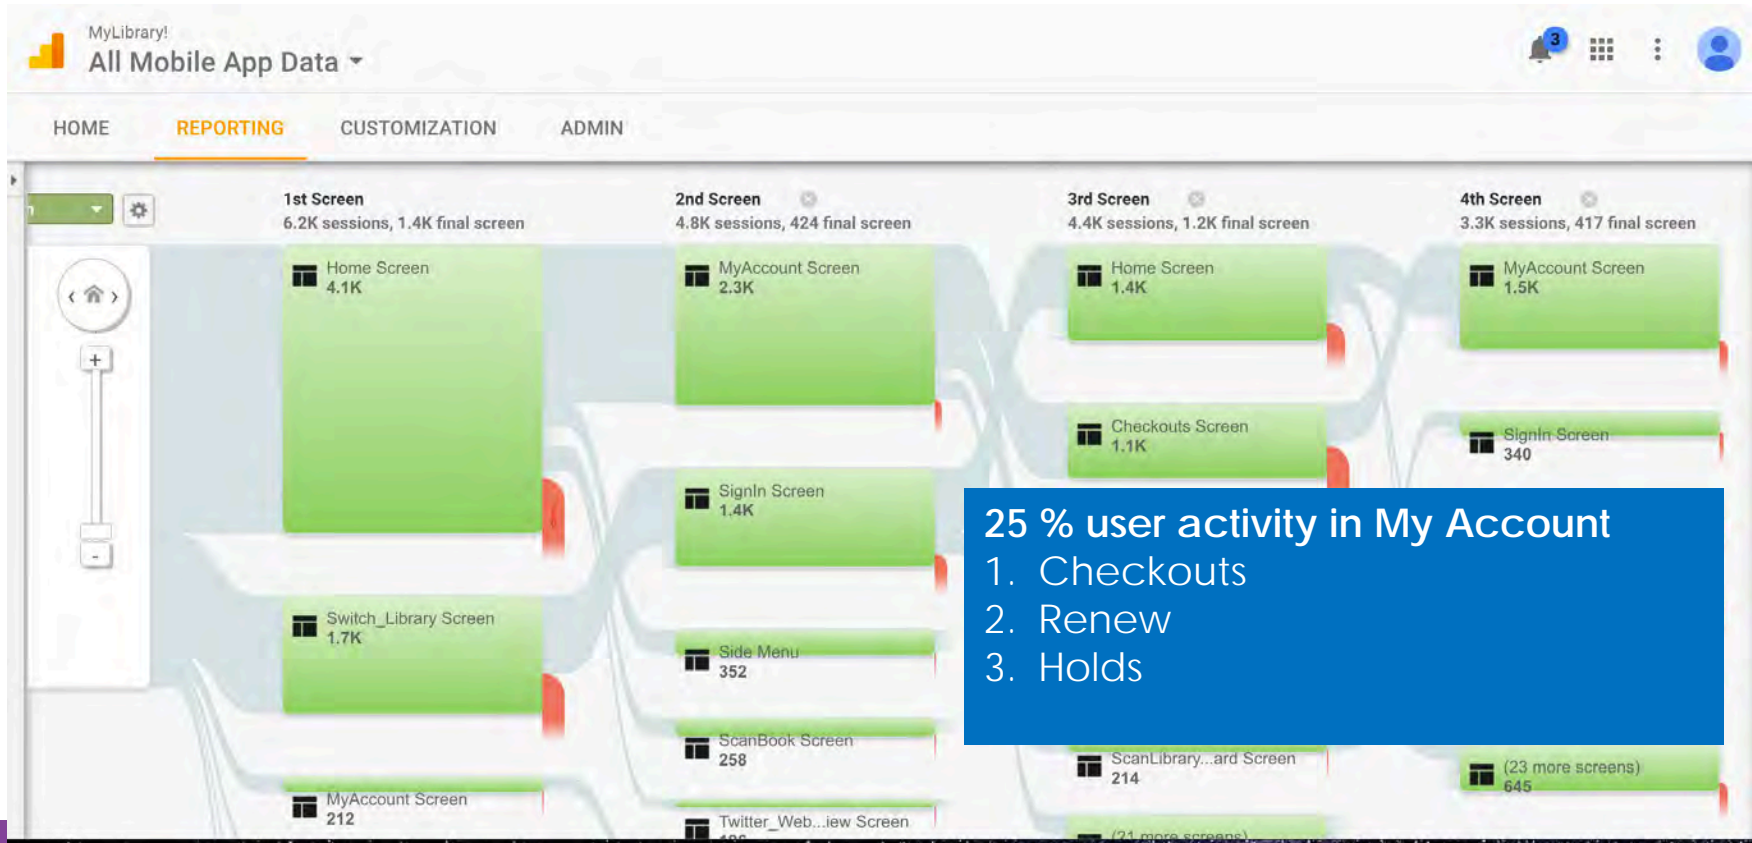 MyLibrary!
All Mobile App Data
3
HOME REPORTING CUSTOMIZATION ADMIN
1st Screen
6.2K sessions, 1.4K final screen
2nd Screen
4.8K sessions, 424 final screen
3rd Screen
4.4K sessions, 1.2K final screen
4th Screen
3.3K sessions, 417 final screen
Home Screen
4.1K
Switch_Library Screen
1.7K
MyAccount Screen
212
MyAccount Screen
2.3K
SignIn Screen
1.4K
Side Menu
352
ScanBook Screen
258
Twitter_Web...iew Screen
Home Screen
1.4K
Checkouts Screen
1.1K
ScanLibrary...ard Screen
214
(21 more screens)
MyAccount Screen
1.5K
SignIn Screen
340
(23 more screens)
645
+
-
25 % user activity in My Account
1. Checkouts
2. Renew
3. Holds